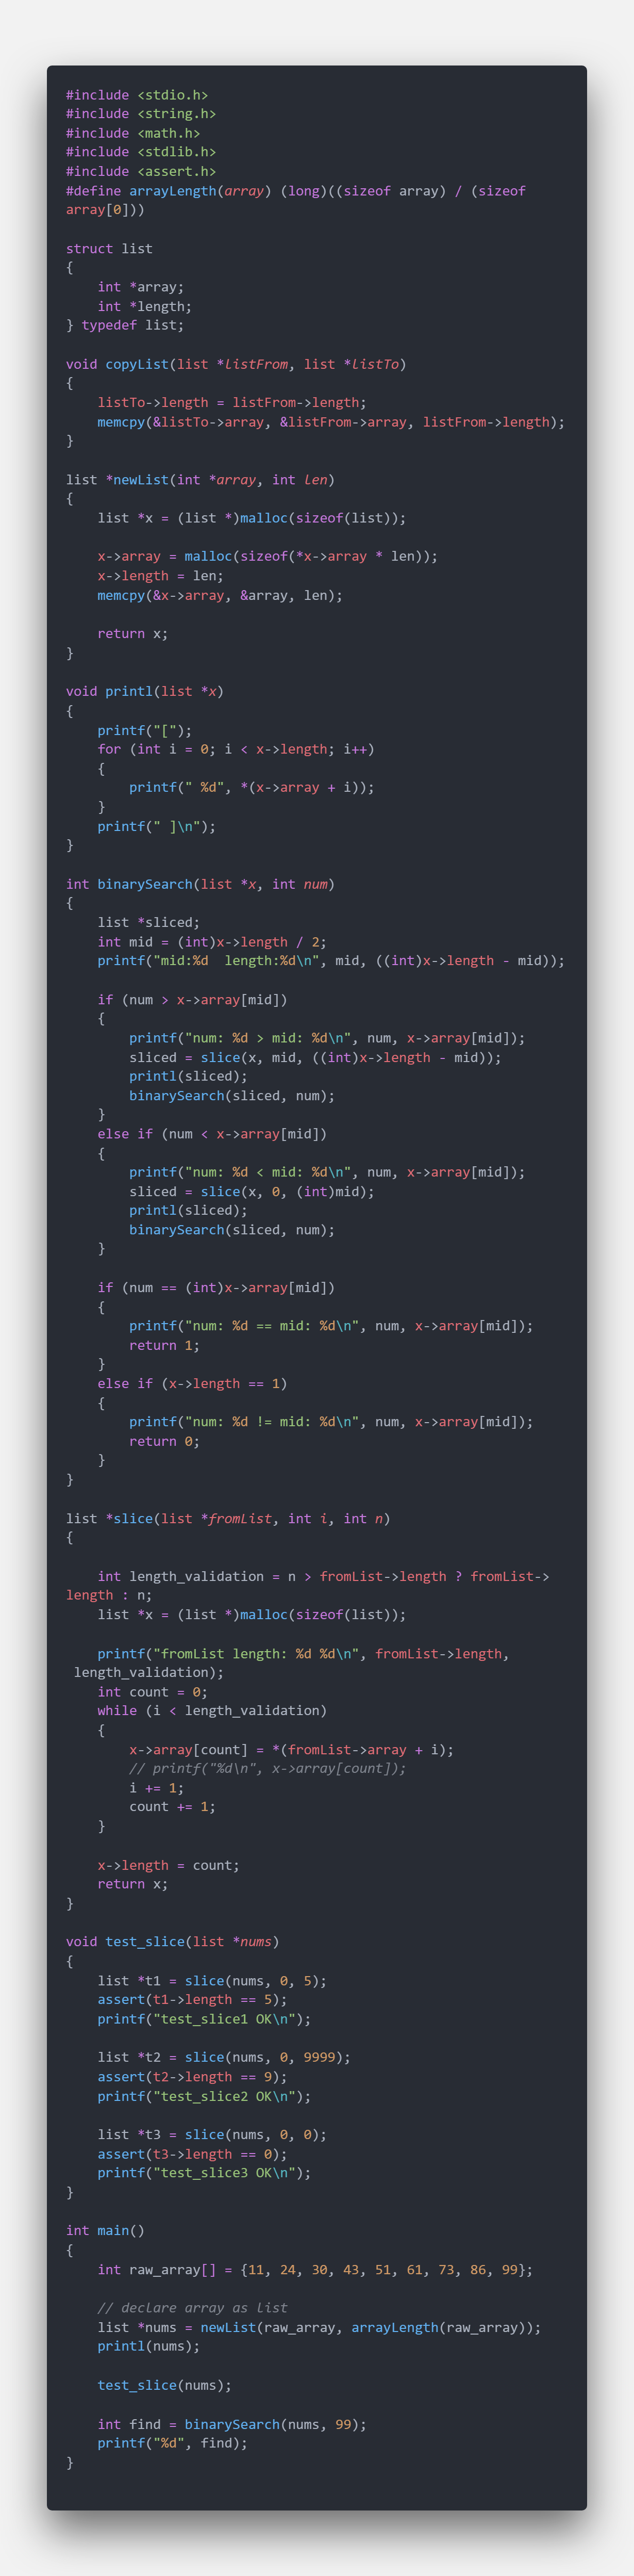 #include <stdio.h>
#include <string.h>
#include <math.h>
#include <stdlib.h>
#include <assert.h>
#define arrayLength(array) (long)((sizeof array) / (sizeof
array[0]))

struct list
{
    int *array;
    int *length;
} typedef list;

void copyList(list *listFrom, list *listTo)
{
    listTo->length = listFrom->length;
    memcpy(&listTo->array, &listFrom->array, listFrom->length);
}

list *newList(int *array, int len)
{
    list *x = (list *)malloc(sizeof(list));

    x->array = malloc(sizeof(*x->array * len));
    x->length = len;
    memcpy(&x->array, &array, len);

    return x;
}

void printl(list *x)
{
    printf("[");
    for (int i = 0; i < x->length; i++)
    {
        printf(" %d", *(x->array + i));
    }
    printf(" ]\n");
}

int binarySearch(list *x, int num)
{
    list *sliced;
    int mid = (int)x->length / 2;
    printf("mid:%d  length:%d\n", mid, ((int)x->length - mid));

    if (num > x->array[mid])
    {
        printf("num: %d > mid: %d\n", num, x->array[mid]);
        sliced = slice(x, mid, ((int)x->length - mid));
        printl(sliced);
        binarySearch(sliced, num);
    }
    else if (num < x->array[mid])
    {
        printf("num: %d < mid: %d\n", num, x->array[mid]);
        sliced = slice(x, 0, (int)mid);
        printl(sliced);
        binarySearch(sliced, num);
    }

    if (num == (int)x->array[mid])
    {
        printf("num: %d == mid: %d\n", num, x->array[mid]);
        return 1;
    }
    else if (x->length == 1)
    {
        printf("num: %d != mid: %d\n", num, x->array[mid]);
        return 0;
    }
}

list *slice(list *fromList, int i, int n)
{

    int length_validation = n > fromList->length ? fromList->
length : n;
    list *x = (list *)malloc(sizeof(list));

    printf("fromList length: %d %d\n", fromList->length,
 length_validation);
    int count = 0;
    while (i < length_validation)
    {
        x->array[count] = *(fromList->array + i);
        // printf("%d\n", x->array[count]);
        i += 1;
        count += 1;
    }

    x->length = count;
    return x;
}

void test_slice(list *nums)
{
    list *t1 = slice(nums, 0, 5);
    assert(t1->length == 5);
    printf("test_slice1 OK\n");

    list *t2 = slice(nums, 0, 9999);
    assert(t2->length == 9);
    printf("test_slice2 OK\n");

    list *t3 = slice(nums, 0, 0);
    assert(t3->length == 0);
    printf("test_slice3 OK\n");
}

int main()
{
    int raw_array[] = {11, 24, 30, 43, 51, 61, 73, 86, 99};

    // declare array as list
    list *nums = newList(raw_array, arrayLength(raw_array));
    printl(nums);

    test_slice(nums);

    int find = binarySearch(nums, 99);
    printf("%d", find);
}